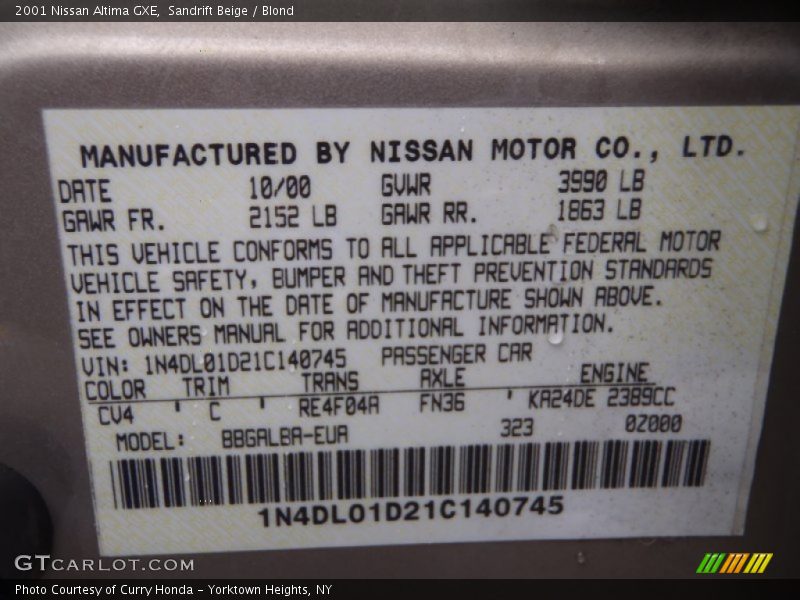 2001 Nissan Altima GXE,  Sandrift Beige / Blond
MANUFACTURED BY NISSAN MOTOR CO., LTD.
DATE 10/00 GVWR 3990 LB
GAWR FR. 2152 LB GAWR RR. 1863 LB
THIS VEHICLE CONFORMS TO ALL APPLICABLE FEDERAL MOTOR
VEHICLE SAFETY, BUMPER AND THEFT PREVENTION STANDARDS
IN EFFECT ON THE DATE OF MANUFACTURE SHOWN ABOVE.
SEE OWNERS MANUAL FOR ADDITIONAL INFORMATION.
VIN: 1N4DL01D21C140745 PASSENGER CAR
COLOR TRIM TRANS AXLE ENGINE
CV4 ' C ' RE4F04A FN36 ' KA24DE 2389CC
MODEL: BBGALBA-EUA 323 0Z000
1N4DL01D21C140745
GTCARLOT.COM
Photo Courtesy of Curry Honda – Yorktown Heights, NY